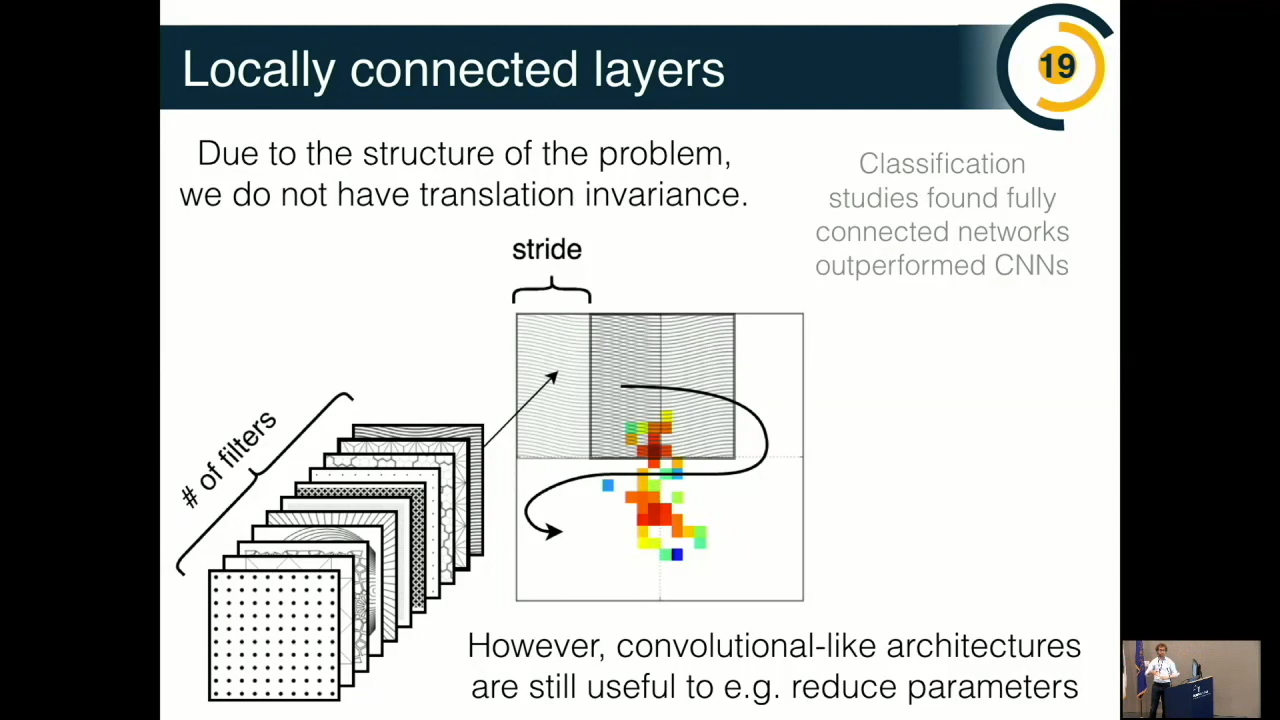 Locally connected layers
19
Due to the structure of the problem,
we do not have translation invariance.
Classification
studies found fully
connected networks
outperformed CNNs
stride
# of filters
However, convolutional-like architectures
are still useful to e.g. reduce parameters